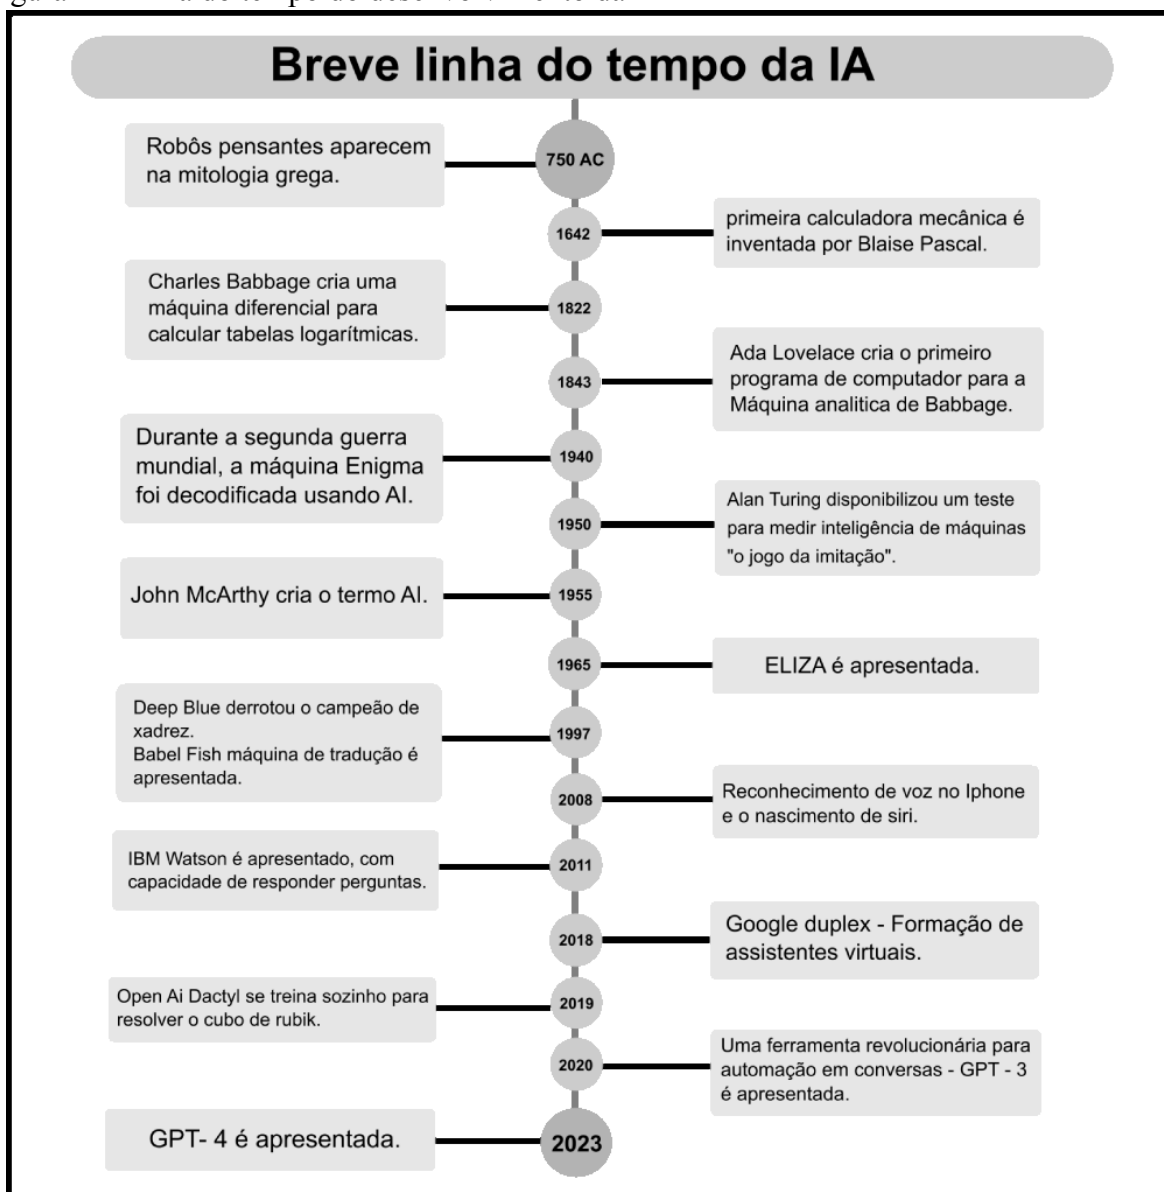 Breve linha do tempo da IA
750 AC
Robôs pensantes aparecem
na mitologia grega.
1642
primeira calculadora mecânica é
inventada por Blaise Pascal.
1822
Charles Babbage cria uma
máquina diferencial para
calcular tabelas logarítmicas.
1843
Ada Lovelace cria o primeiro
programa de computador para a
Máquina analitica de Babbage.
1940
Durante a segunda guerra
mundial, a máquina Enigma
foi decodificada usando AI.
1950
Alan Turing disponibilizou um teste
para medir inteligência de máquinas
"o jogo da imitação".
1955
John McArthy cria o termo AI.
1965
ELIZA é apresentada.
1997
Deep Blue derrotou o campeão de
xadrez.
Babel Fish máquina de tradução é
apresentada.
2008
Reconhecimento de voz no Iphone
e o nascimento de siri.
2011
IBM Watson é apresentado, com
capacidade de responder perguntas.
2018
Google duplex - Formação de
assistentes virtuais.
2019
Open Ai Dactyl se treina sozinho para
resolver o cubo de rubik.
2020
Uma ferramenta revolucionária para
automação em conversas - GPT - 3
é apresentada.
2023
GPT- 4 é apresentada.